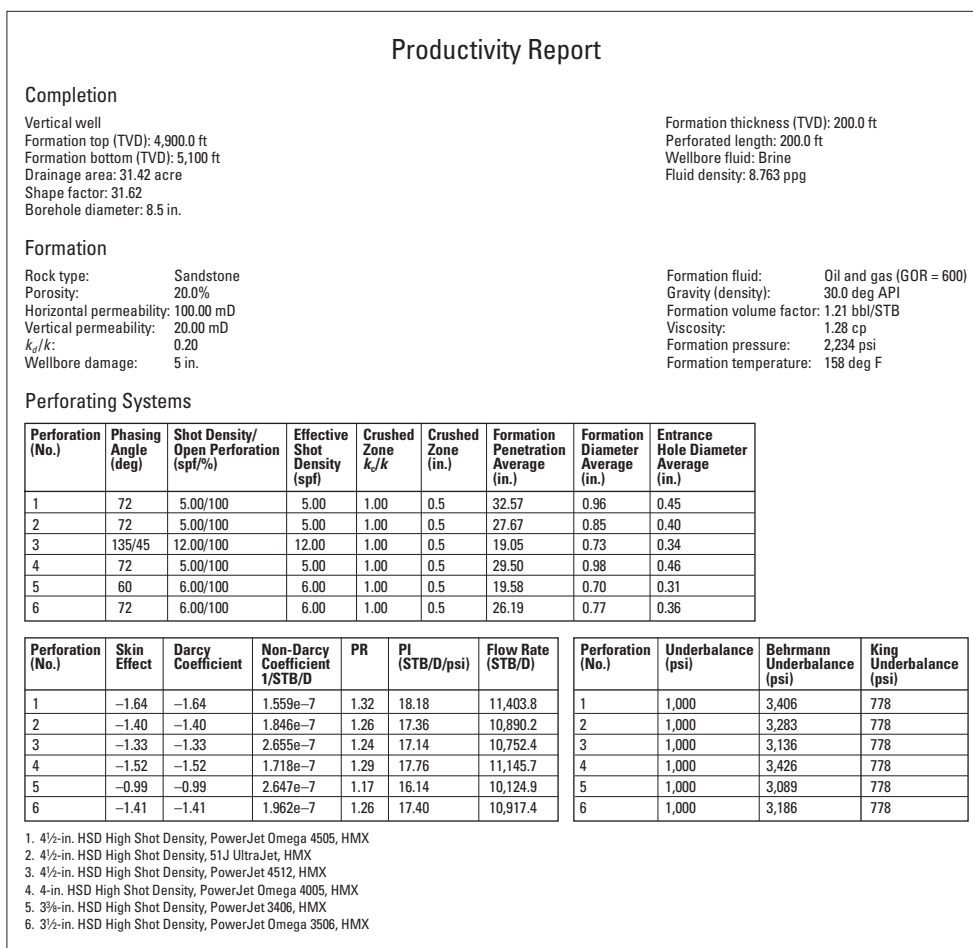 Productivity Report
Completion
Vertical well
Formation top (TVD): 4,900.0 ft
Formation bottom (TVD): 5,100 ft
Drainage area: 31.42 acre
Shape factor: 31.62
Borehole diameter: 8.5 in.
Formation thickness (TVD): 200.0 ft
Perforated length: 200.0 ft
Wellbore fluid: Brine
Fluid density: 8.763 ppg
Formation
Rock type: Sandstone
Porosity: 20.0%
Horizontal permeability: 100.00 mD
Vertical permeability: 20.00 mD
kd/k: 0.20
Wellbore damage: 5 in.
Formation fluid: Oil and gas (GOR = 600)
Gravity (density): 30.0 deg API
Formation volume factor: 1.21 bbl/STB
Viscosity: 1.28 cp
Formation pressure: 2,234 psi
Formation temperature: 158 deg F
Perforating Systems
Perforation (No.) Phasing Angle (deg) Shot Density/ Open Perforation (spf/%) Effective Shot Density (spf) Crushed Zone kc/k Crushed Zone (in.) Formation Penetration Average (in.) Formation Diameter Average (in.) Entrance Hole Diameter Average (in.)
1 72 5.00/100 5.00 1.00 0.5 32.57 0.96 0.45
2 72 5.00/100 5.00 1.00 0.5 27.67 0.85 0.40
3 135/45 12.00/100 12.00 1.00 0.5 19.05 0.73 0.34
4 72 5.00/100 5.00 1.00 0.5 29.50 0.98 0.46
5 60 6.00/100 6.00 1.00 0.5 19.58 0.70 0.31
6 72 6.00/100 6.00 1.00 0.5 26.19 0.77 0.36
Perforation (No.) Skin Effect Darcy Coefficient Non-Darcy Coefficient 1/STB/D PR PI (STB/D/psi) Flow Rate (STB/D)
1 –1.64 –1.64 1.559e–7 1.32 18.18 11,403.8
2 –1.40 –1.40 1.846e–7 1.26 17.36 10,890.2
3 –1.33 –1.33 2.655e–7 1.24 17.14 10,752.4
4 –1.52 –1.52 1.718e–7 1.29 17.76 11,145.7
5 –0.99 –0.99 2.647e–7 1.17 16.14 10,124.9
6 –1.41 –1.41 1.962e–7 1.26 17.40 10,917.4
Perforation (No.) Underbalance (psi) Behrmann Underbalance (psi) King Underbalance (psi)
1 1,000 3,406 778
2 1,000 3,283 778
3 1,000 3,136 778
4 1,000 3,426 778
5 1,000 3,089 778
6 1,000 3,186 778
1. 4½-in. HSD High Shot Density, PowerJet Omega 4505, HMX
2. 4½-in. HSD High Shot Density, 51J UltraJet, HMX
3. 4½-in. HSD High Shot Density, PowerJet 4512, HMX
4. 4-in. HSD High Shot Density, PowerJet Omega 4005, HMX
5. 3⅜-in. HSD High Shot Density, PowerJet 3406, HMX
6. 3½-in. HSD High Shot Density, PowerJet Omega 3506, HMX